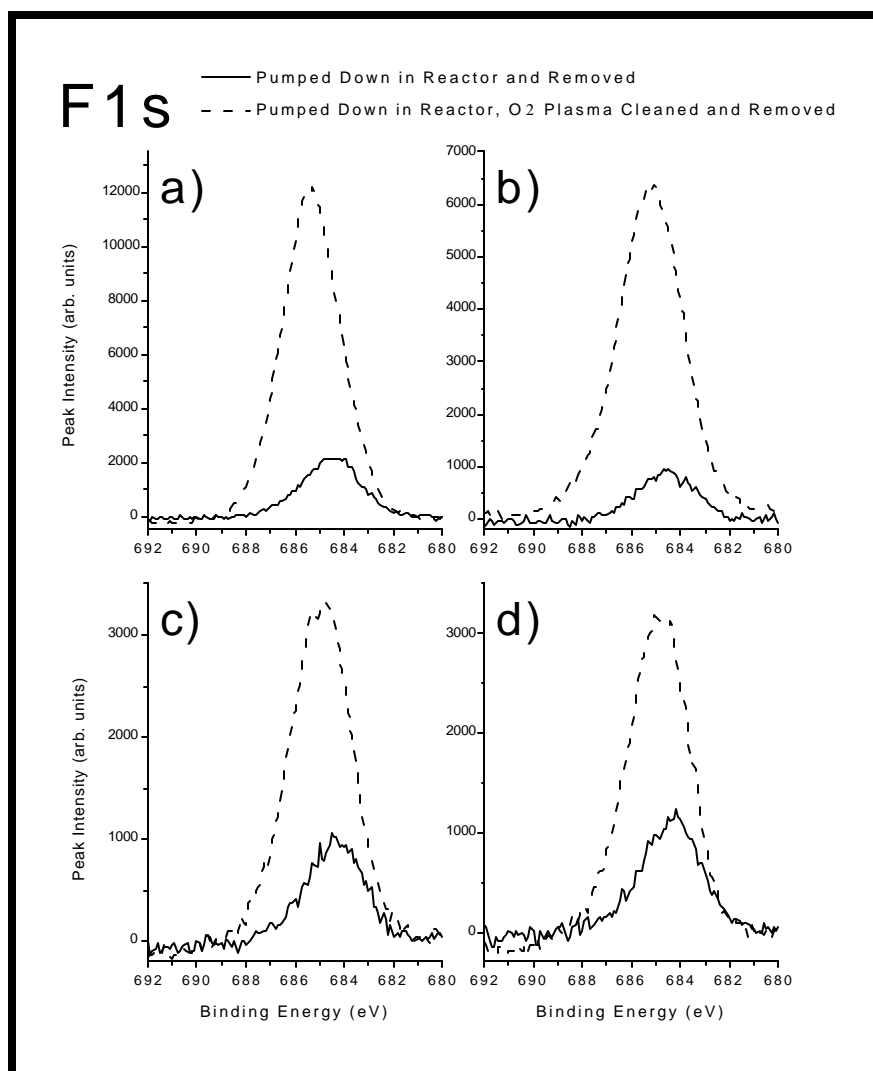 F1s
Pumped Down in Reactor and Removed
Pumped Down in Reactor, O2 Plasma Cleaned and Removed
a)
12000
10000
8000
6000
4000
2000
0
692 690 688 686 684 682 680
Peak Intensity (arb. units)
b)
7000
6000
5000
4000
3000
2000
1000
0
692 690 688 686 684 682 680
c)
3000
2000
1000
0
692 690 688 686 684 682 680
Peak Intensity (arb. units)
Binding Energy (eV)
d)
3000
2000
1000
0
692 690 688 686 684 682 680
Binding Energy (eV)